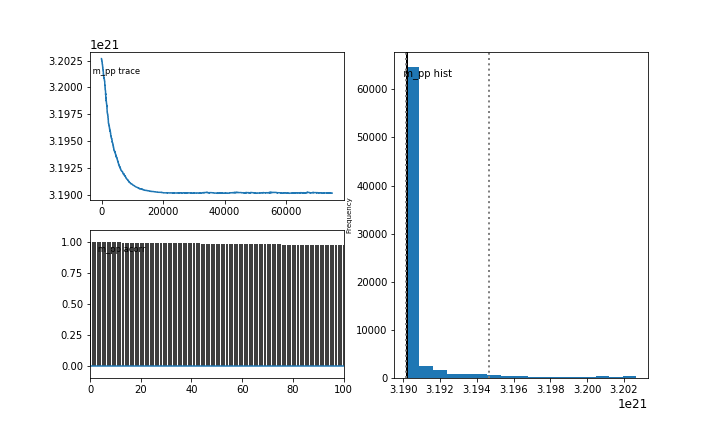 1e21
3.2025
m_pp trace
3.2000
3.1975
3.1950
3.1925
3.1900
0 20000 40000 60000
1.00
m_pp acorr
0.75
0.50
0.25
0.00
0 20 40 60 80 100
Frequency
m_pp hist
60000
50000
40000
30000
20000
10000
0
3.190 3.192 3.194 3.196 3.198 3.200 3.202
1e21